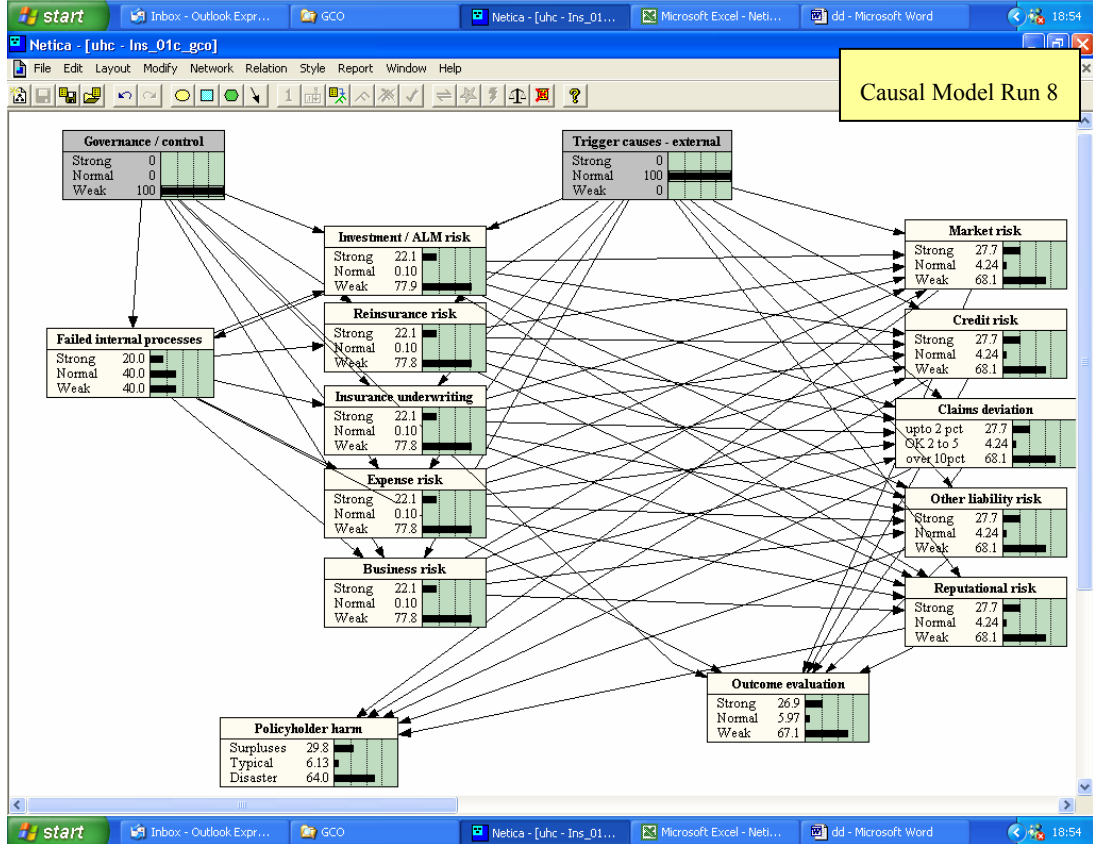 start Inbox - Outlook Expr... GCO Netica - [uhc - Ins_01... Microsoft Excel - Neti... dd - Microsoft Word 18:54
Netica - [uhc - Ins_01c_gco]
File Edit Layout Modify Network Relation Style Report Window Help
Causal Model Run 8
Governance / control
Strong 0
Normal 0
Weak 100
Trigger causes - external
Strong 0
Normal 100
Weak 0
Investment / ALM risk
Strong 22.1
Normal 0.10
Weak 77.9
Market risk
Strong 27.7
Normal 4.24
Weak 68.1
Reinsurance risk
Strong 22.1
Normal 0.10
Weak 77.8
Credit risk
Strong 27.7
Normal 4.24
Weak 68.1
Failed internal processes
Strong 20.0
Normal 40.0
Weak 40.0
Insurance underwriting
Strong 22.1
Normal 0.10
Weak 77.8
Claims deviation
upto 2 pct 27.7
OK 2 to 5 4.24
over 10pct 68.1
Expense risk
Strong 22.1
Normal 0.10
Weak 77.8
Other liability risk
Strong 27.7
Normal 4.24
Weak 68.1
Business risk
Strong 22.1
Normal 0.10
Weak 77.8
Reputational risk
Strong 27.7
Normal 4.24
Weak 68.1
Outcome evaluation
Strong 26.9
Normal 5.97
Weak 67.1
Policyholder harm
Surpluses 29.8
Typical 6.13
Disaster 64.0
start Inbox - Outlook Expr... GCO Netica - [uhc - Ins_01... Microsoft Excel - Neti... dd - Microsoft Word 18:54